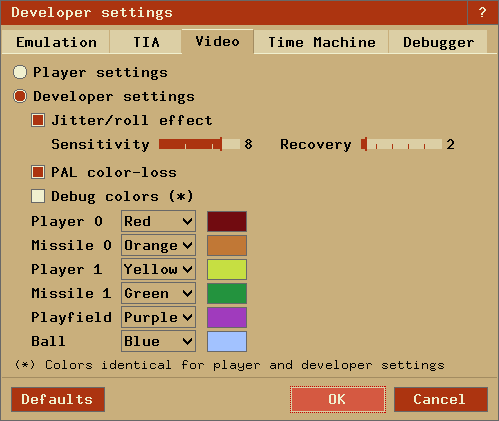 Developer settings ?
Emulation TIA Video Time Machine Debugger
Player settings
Developer settings
Jitter/roll effect
Sensitivity 8 Recovery 2
PAL color-loss
Debug colors (*)
Player 0 Red
Missile 0 Orange
Player 1 Yellow
Missile 1 Green
Playfield Purple
Ball Blue
(*) Colors identical for player and developer settings
Defaults OK Cancel